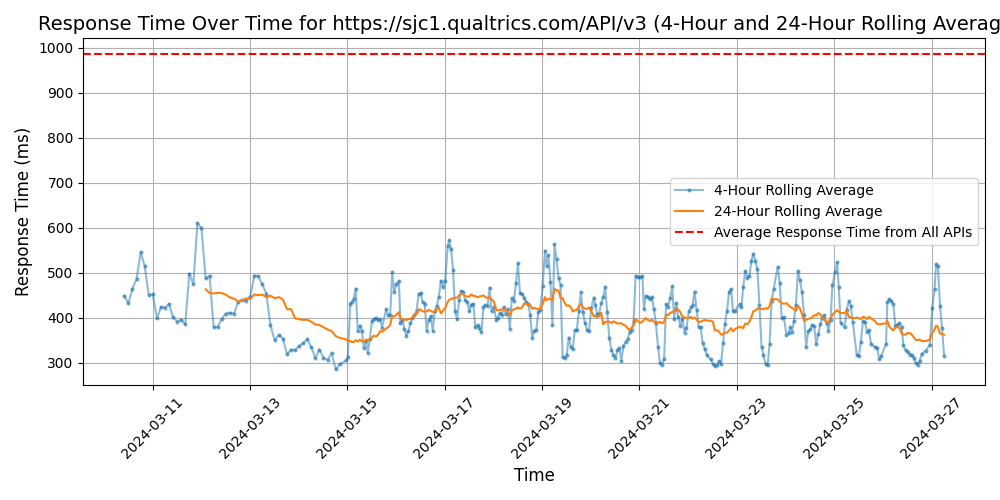 Response Time Over Time for https://sjc1.qualtrics.com/API/v3 (4-Hour and 24-Hour Rolling Averag
Response Time (ms)
1000
900
800
700
600
500
400
300
4-Hour Rolling Average
24-Hour Rolling Average
Average Response Time from All APIs
2024-03-11
2024-03-13
2024-03-15
2024-03-17
2024-03-19
2024-03-21
2024-03-23
2024-03-25
2024-03-27
Time